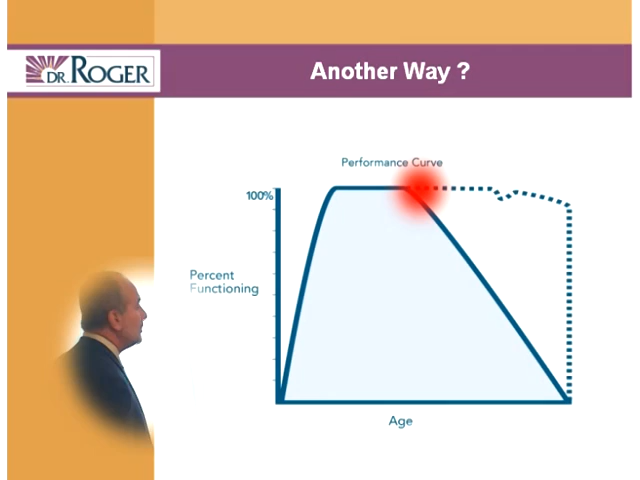 DR. ROGER
Another Way ?
Performance Curve
100%
Percent
Functioning
Age